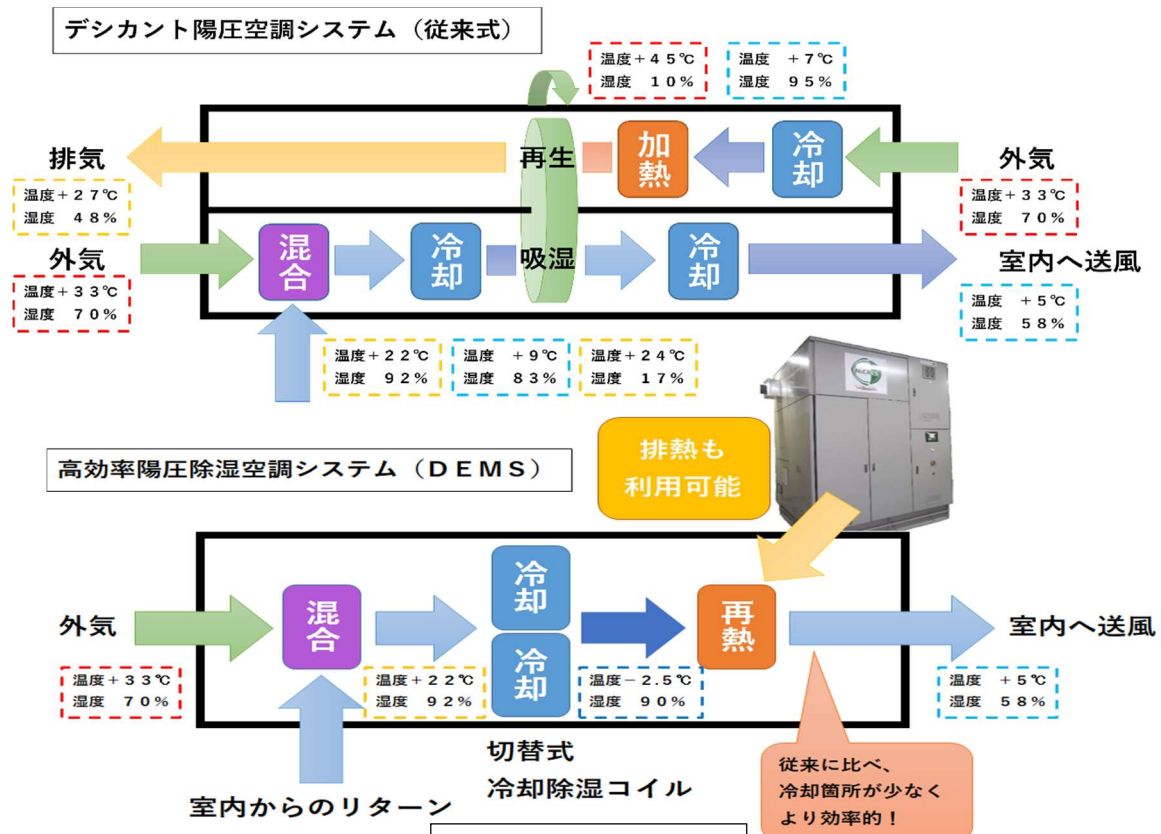 デシカント陽圧空調システム（従来式）
温度＋４５℃
湿度　１０%
温度　＋７℃
湿度　９５%
排気
再生
加熱
冷却
外気
温度＋２７℃
湿度　４８%
温度＋３３℃
湿度　７０%
外気
混合
冷却
吸湿
冷却
室内へ送風
温度＋３３℃
湿度　７０%
温度　＋５℃
湿度　５８%
温度＋２２℃
湿度　９２%
温度　＋９℃
湿度　８３%
温度＋２４℃
湿度　１７%
高効率陽圧除湿空調システム（ＤＥＭＳ）
排熱も
利用可能
外気
混合
冷却
冷却
再熱
室内へ送風
温度＋３３℃
湿度　７０%
温度＋２２℃
湿度　９２%
温度－２.５℃
湿度　９０%
温度　＋５℃
湿度　５８%
切替式
冷却除湿コイル
室内からのリターン
従来に比べ、
冷却箇所が少なく
より効率的！